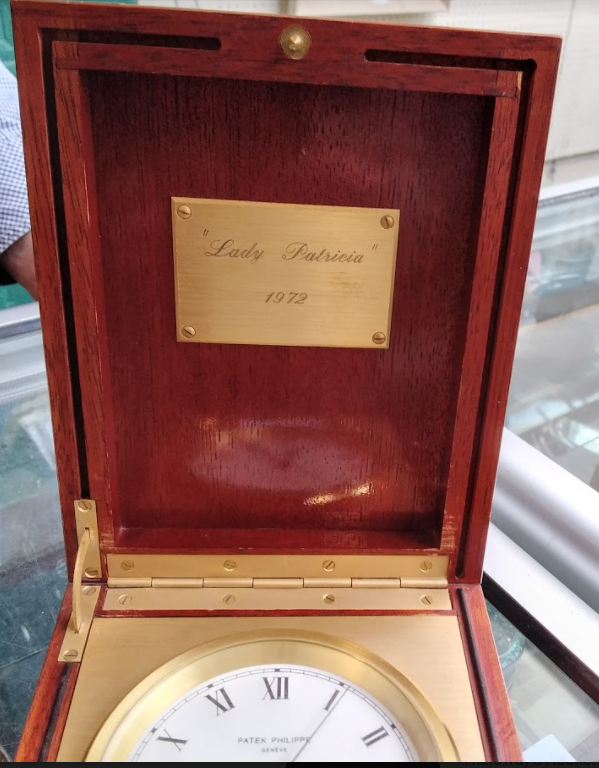 "Lady Patricia"
1972
X XI XII I II
PATEK PHILIPPE
GENEVE